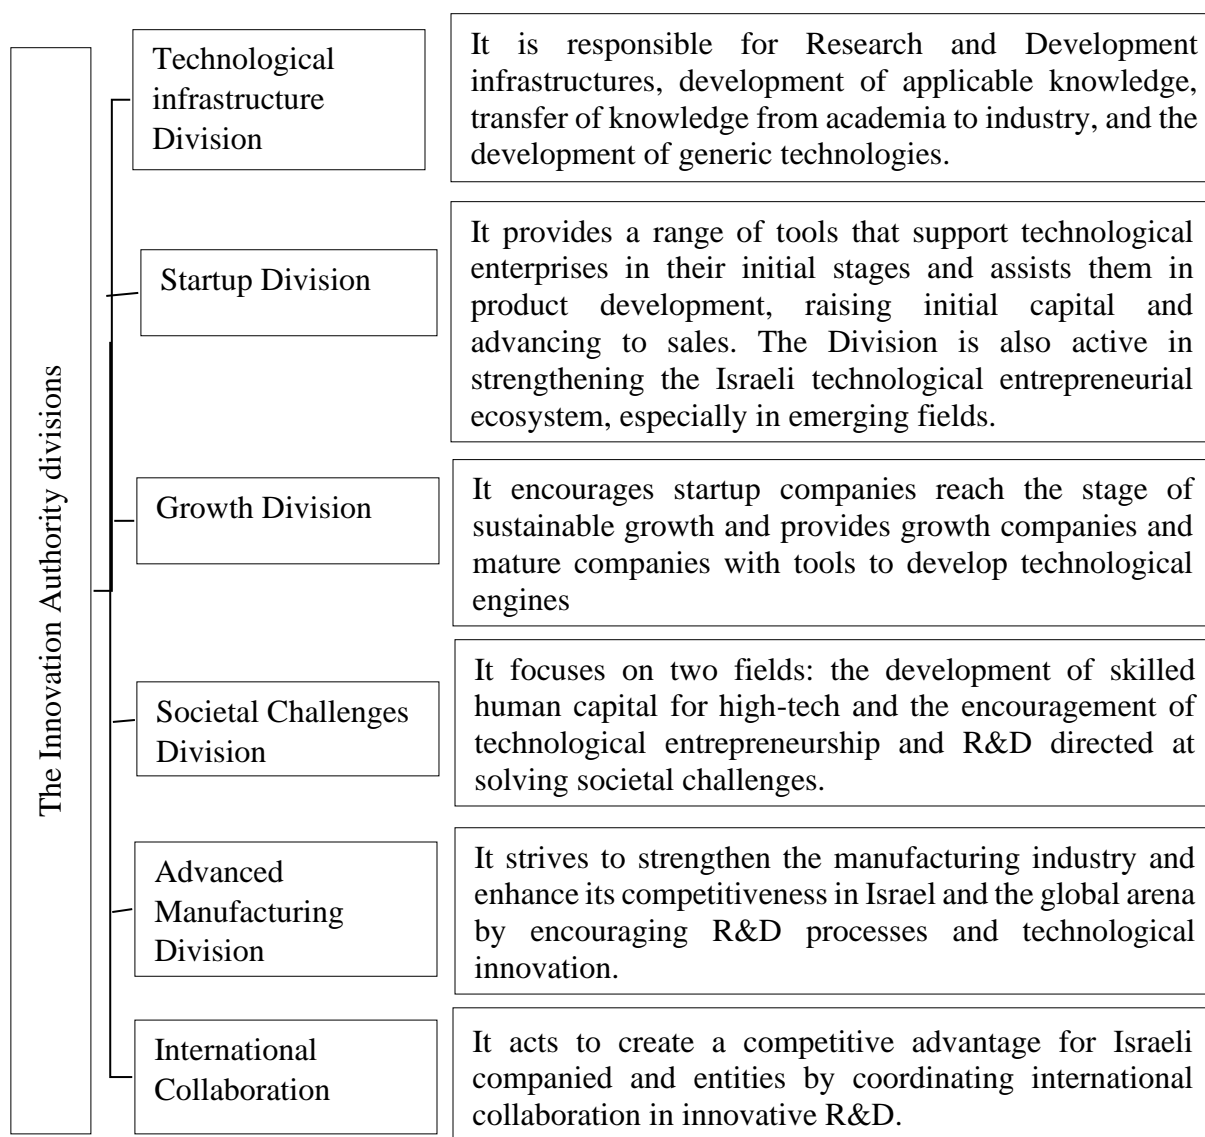 The Innovation Authority divisions
Technological
infrastructure
Division
It is responsible for Research and Development
infrastructures, development of applicable knowledge,
transfer of knowledge from academia to industry, and the
development of generic technologies.
Startup Division
It provides a range of tools that support technological
enterprises in their initial stages and assists them in
product development, raising initial capital and
advancing to sales. The Division is also active in
strengthening the Israeli technological entrepreneurial
ecosystem, especially in emerging fields.
Growth Division
It encourages startup companies reach the stage of
sustainable growth and provides growth companies and
mature companies with tools to develop technological
engines
Societal Challenges
Division
It focuses on two fields: the development of skilled
human capital for high-tech and the encouragement of
technological entrepreneurship and R&D directed at
solving societal challenges.
Advanced
Manufacturing
Division
It strives to strengthen the manufacturing industry and
enhance its competitiveness in Israel and the global arena
by encouraging R&D processes and technological
innovation.
International
Collaboration
It acts to create a competitive advantage for Israeli
companied and entities by coordinating international
collaboration in innovative R&D.